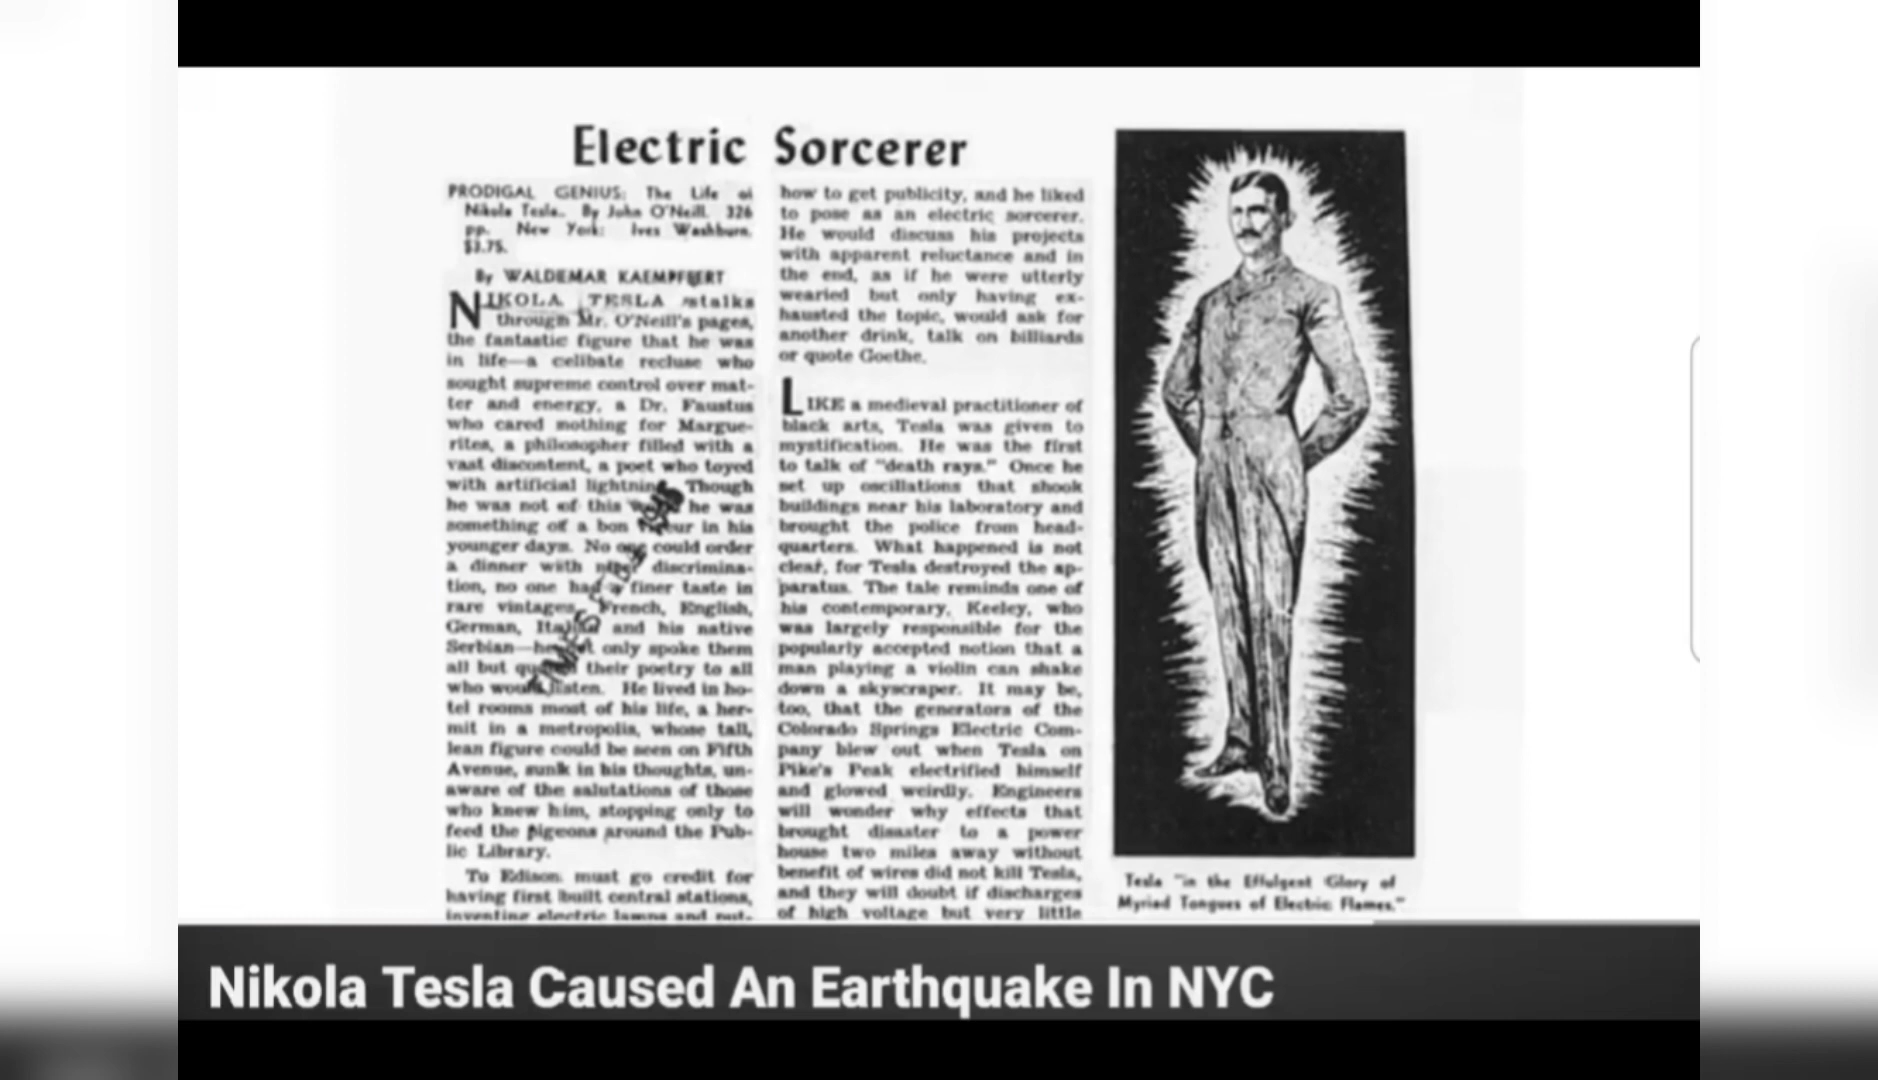 Electric Sorcerer
PRODIGAL GENIUS: The Life of
Nikola Tesla. By John O'Neill. 326
pp. New York: Ives Washburn.
$3.75.
By WALDEMAR KAEMPFFERT
NIKOLA TESLA stalks
through Mr. O'Neill's pages,
the fantastic figure that he was
in life—a celibate recluse who
sought supreme control over mat-
ter and energy, a Dr. Faustus
who cared nothing for Margue-
rites, a philosopher filled with a
vast discontent, a poet who toyed
with artificial lightning. Though
he was not of this he was
something of a bon in his
younger days. No one could order
a dinner with discrimina-
tion, no one had a finer taste in
rare vintages. French, English,
German, Italian and his native
Serbian—he not only spoke them
all but quoted their poetry to all
who would listen. He lived in ho-
tel rooms most of his life, a her-
mit in a metropolis, whose tall,
lean figure could be seen on Fifth
Avenue, sunk in his thoughts, un-
aware of the salutations of those
who knew him, stopping only to
feed the pigeons around the Pub-
lic Library.
To Edison must go credit for
having first built central stations,
inventing electric lamps and put-
how to get publicity, and he liked
to pose as an electric sorcerer.
He would discuss his projects
with apparent reluctance and in
the end, as if he were utterly
wearied but only having ex-
hausted the topic, would ask for
another drink, talk on billiards
or quote Goethe.
LIKE a medieval practitioner of
black arts, Tesla was given to
mystification. He was the first
to talk of "death rays." Once he
set up oscillations that shook
buildings near his laboratory and
brought the police from head-
quarters. What happened is not
clear, for Tesla destroyed the ap-
paratus. The tale reminds one of
his contemporary, Keeley, who
was largely responsible for the
popularly accepted notion that a
man playing a violin can shake
down a skyscraper. It may be,
too, that the generators of the
Colorado Springs Electric Com-
pany blew out when Tesla on
Pike's Peak electrified himself
and glowed weirdly. Engineers
will wonder why effects that
brought disaster to a power
house two miles away without
benefit of wires did not kill Tesla,
and they will doubt if discharges
of high voltage but very little
Tesla "in the Effulgent Glory of
Myriad Tongues of Electric Flames."
Nikola Tesla Caused An Earthquake In NYC